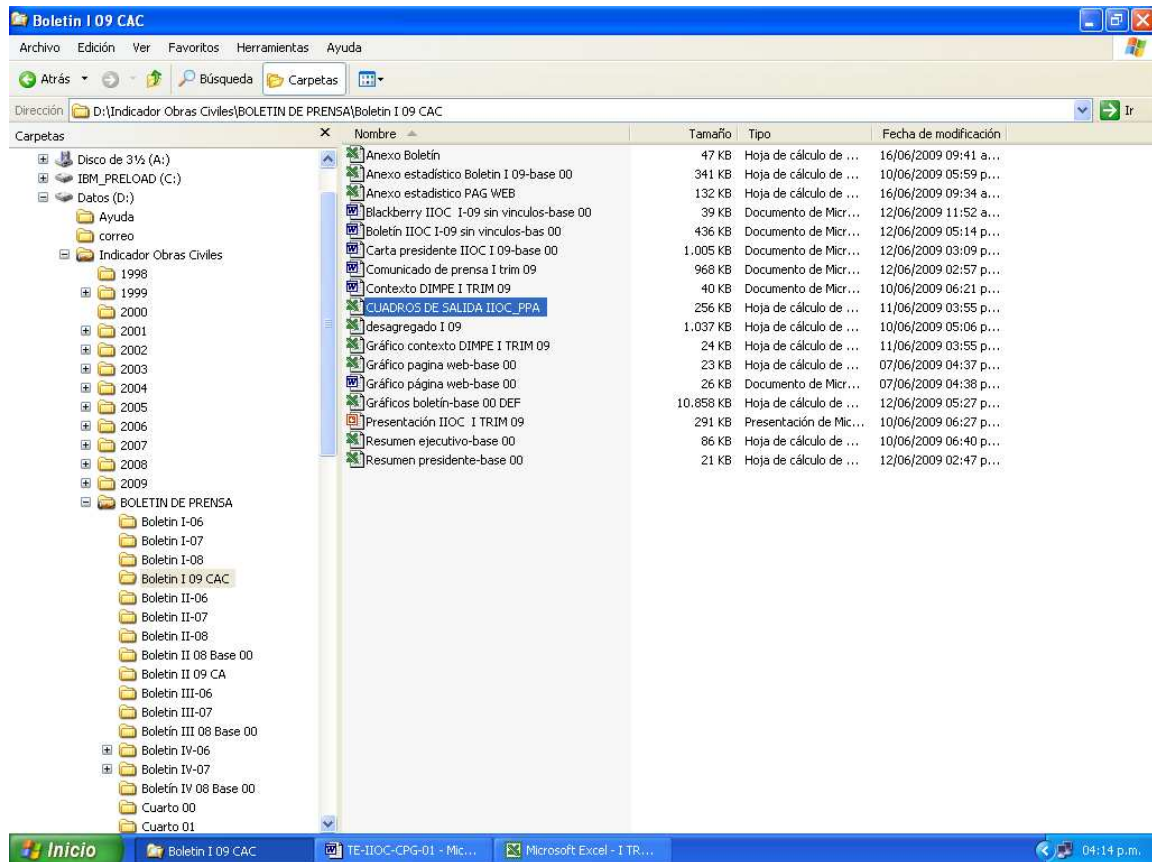 Boletin I 09 CAC
Archivo Edición Ver Favoritos Herramientas Ayuda
Atrás Búsqueda Carpetas
Dirección D:\Indicador Obras Civiles\BOLETIN DE PRENSA\Boletin I 09 CAC Ir
Carpetas
Disco de 3½ (A:)
IBM_PRELOAD (C:)
Datos (D:)
Ayuda
correo
Indicador Obras Civiles
1998
1999
2000
2001
2002
2003
2004
2005
2006
2007
2008
2009
BOLETIN DE PRENSA
Boletin I-06
Boletin I-07
Boletin I-08
Boletin I 09 CAC
Boletin II-06
Boletin II-07
Boletin II-08
Boletin II 08 Base 00
Boletin II 09 CA
Boletin III-06
Boletin III-07
Boletín III 08 Base 00
Boletin IV-06
Boletin IV-07
Boletín IV 08 Base 00
Cuarto 00
Cuarto 01
Nombre Tamaño Tipo Fecha de modificación
Anexo Boletín 47 KB Hoja de cálculo de ... 16/06/2009 09:41 a...
Anexo estadístico Boletin I 09-base 00 341 KB Hoja de cálculo de ... 10/06/2009 05:59 p...
Anexo estadistico PAG WEB 132 KB Hoja de cálculo de ... 16/06/2009 09:34 a...
Blackberry IIOC I-09 sin vinculos-base 00 39 KB Documento de Micr... 12/06/2009 11:52 a...
Boletín IIOC I-09 sin vinculos-bas 00 436 KB Documento de Micr... 12/06/2009 05:14 p...
Carta presidente IIOC I 09-base 00 1.005 KB Documento de Micr... 12/06/2009 03:09 p...
Comunicado de prensa I trim 09 968 KB Documento de Micr... 12/06/2009 02:57 p...
Contexto DIMPE I TRIM 09 40 KB Documento de Micr... 10/06/2009 06:21 p...
CUADROS DE SALIDA IIOC_PPA 256 KB Hoja de cálculo de ... 11/06/2009 03:55 p...
desagregado I 09 1.037 KB Hoja de cálculo de ... 10/06/2009 05:06 p...
Gráfico contexto DIMPE I TRIM 09 24 KB Hoja de cálculo de ... 11/06/2009 03:55 p...
Gráfico pagina web-base 00 23 KB Hoja de cálculo de ... 07/06/2009 04:37 p...
Gráfico página web-base 00 26 KB Documento de Micr... 07/06/2009 04:38 p...
Gráficos boletín-base 00 DEF 10.858 KB Hoja de cálculo de ... 12/06/2009 05:27 p...
Presentación IIOC I TRIM 09 291 KB Presentación de Mic... 10/06/2009 06:27 p...
Resumen ejecutivo-base 00 86 KB Hoja de cálculo de ... 10/06/2009 06:40 p...
Resumen presidente-base 00 21 KB Hoja de cálculo de ... 12/06/2009 02:47 p...
Inicio Boletin I 09 CAC TE-IIOC-CPG-01 - Mic... Microsoft Excel - I TR... 04:14 p.m.